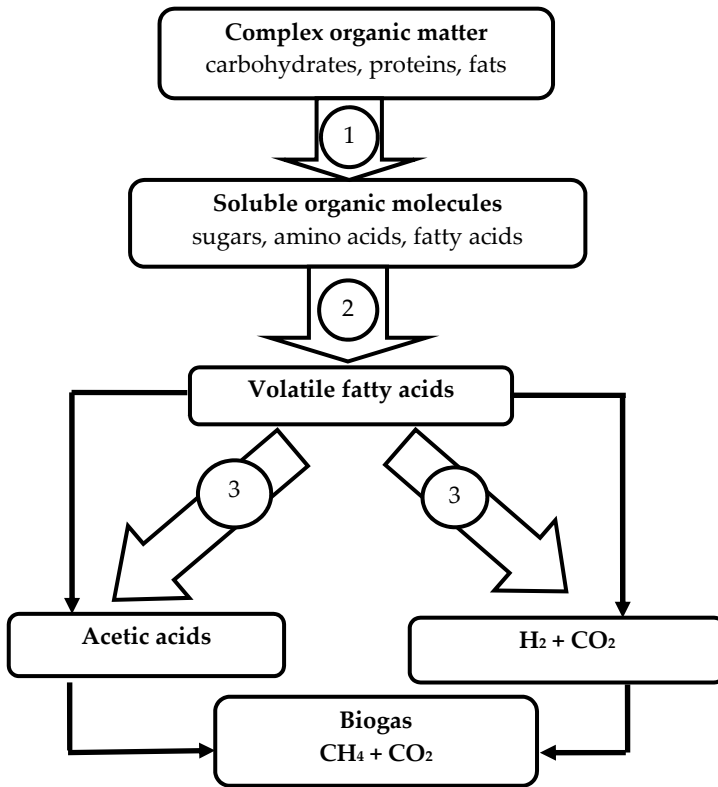 Complex organic matter
carbohydrates, proteins, fats
1
Soluble organic molecules
sugars, amino acids, fatty acids
2
Volatile fatty acids
3
3
Acetic acids
H₂ + CO₂
Biogas
CH₄ + CO₂